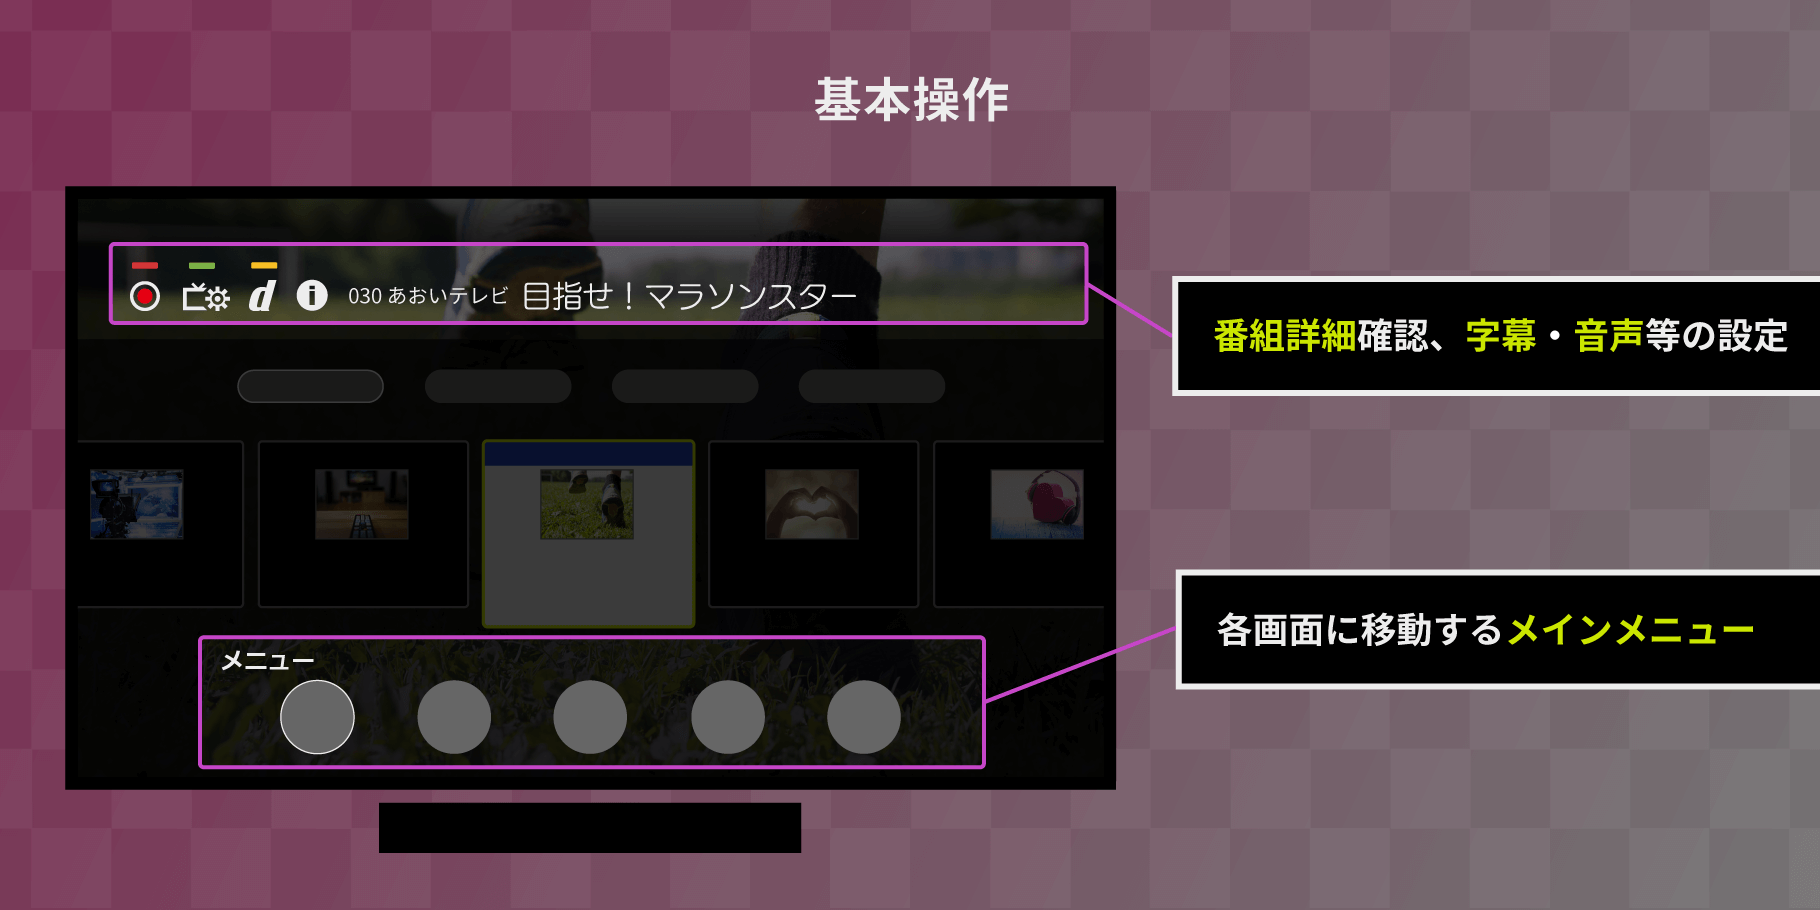 基本操作
d i 030 あおいテレビ 目指せ！マラソンスター
番組詳細確認、字幕・音声等の設定
メニュー
各画面に移動するメインメニュー